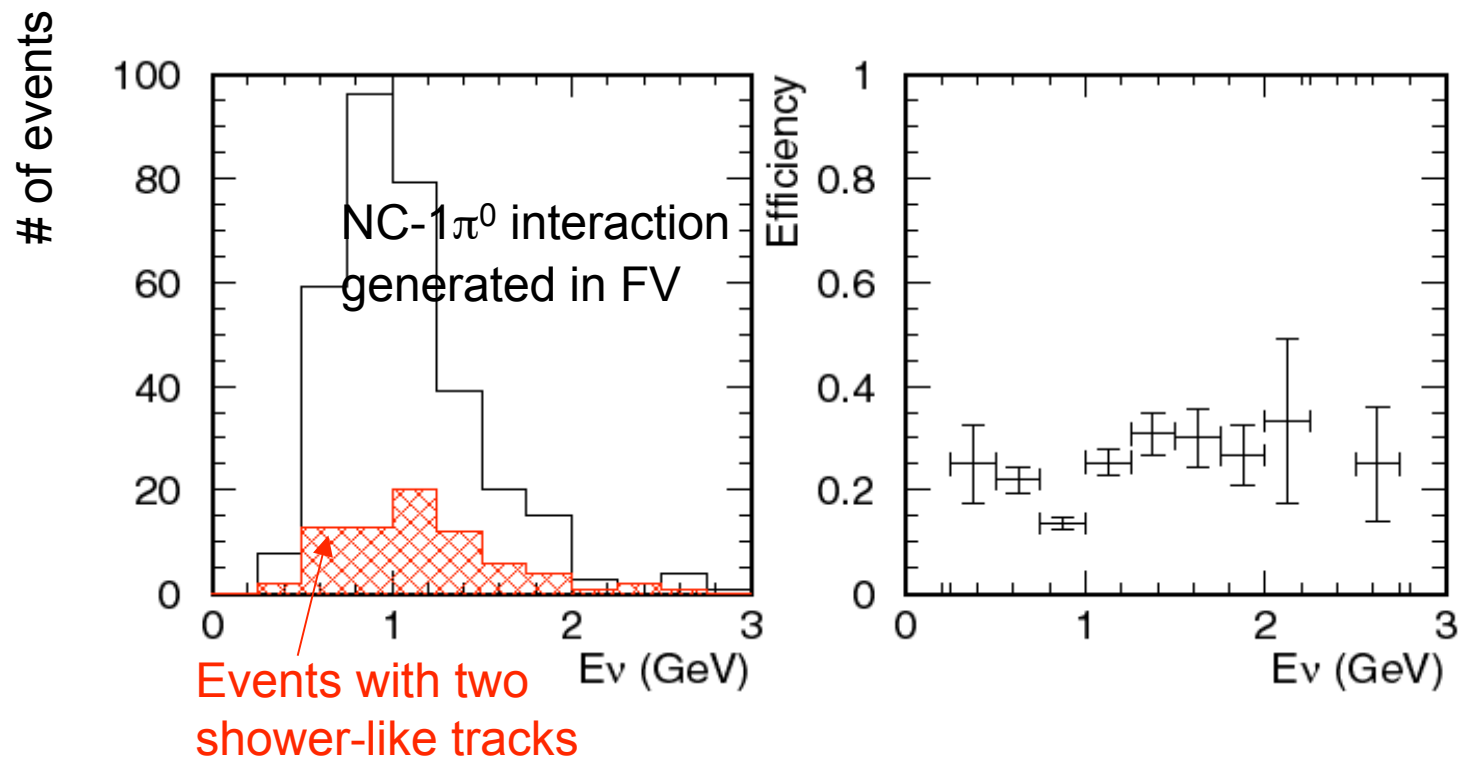 # of events
100
80
60
40
20
0
0 1 2 3
Eν (GeV)
NC-1π⁰ interaction
generated in FV
Events with two
shower-like tracks
Efficiency
1
0.8
0.6
0.4
0.2
0
0 1 2 3
Eν (GeV)